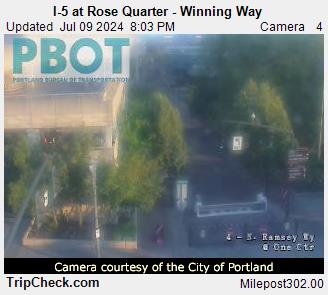 I-5 at Rose Quarter - Winning Way
Updated Jul 09 2024 8:03 PM Camera 4
PBOT
PORTLAND BUREAU OF TRANSPORTATION
4 - N. Ramsey Wy
@ One Ctr
Camera courtesy of the City of Portland
TripCheck.com Milepost302.00